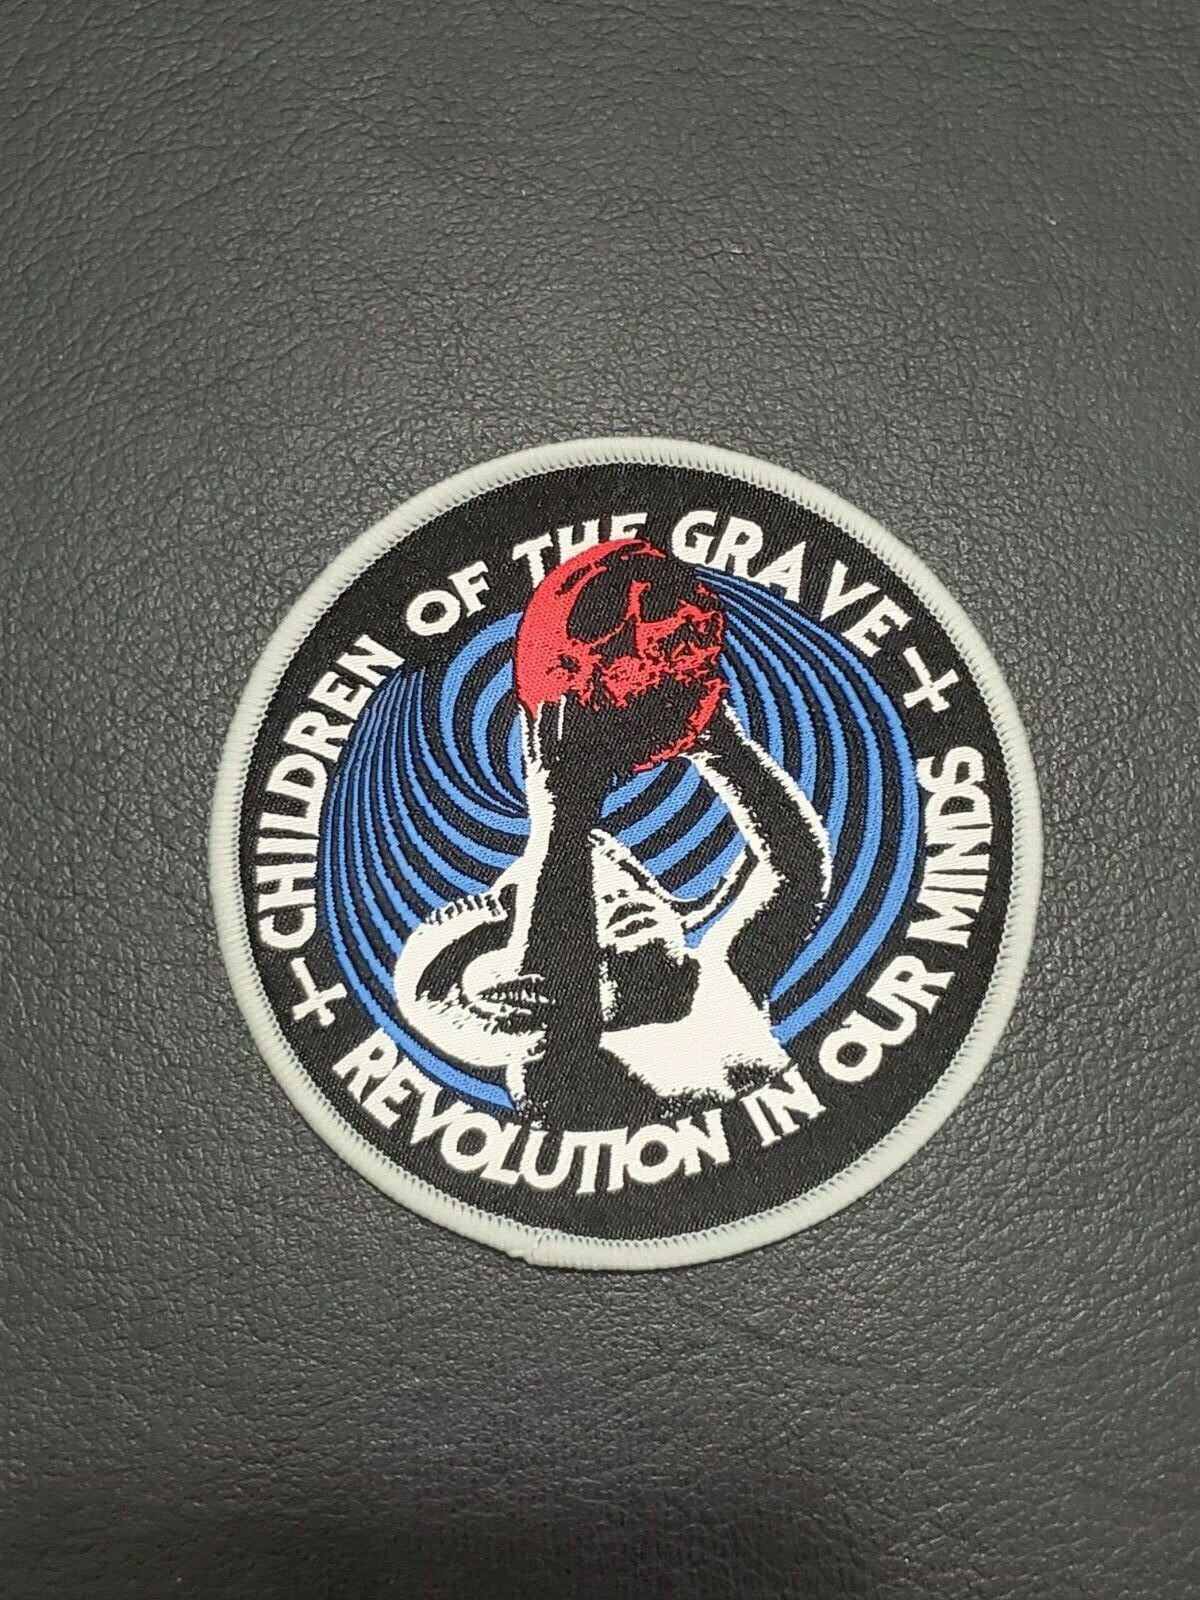 CHILDREN OF THE GRAVE
REVOLUTION IN OUR MINDS